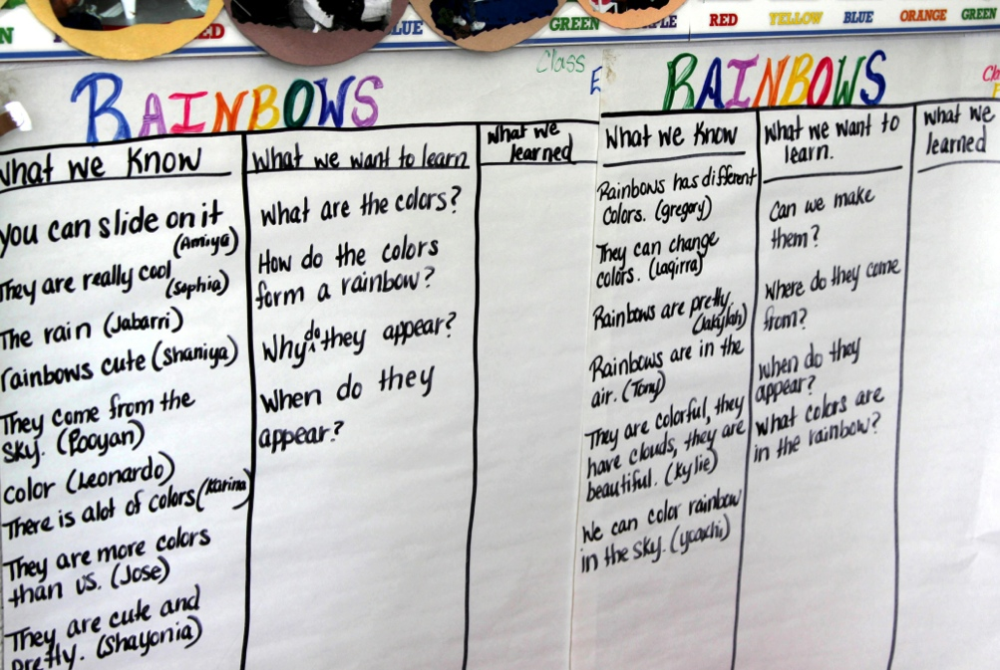 GREEN
RED
YELLOW
BLUE
ORANGE
GREEN
Class
RAINBOWS
What we Know
you can slide on it
(Amiya)
They are really cool
(Sophia)
The rain (Jabarri)
rainbows cute (Shaniya)
They come from the
sky. (Pooyan)
color (Leonardo)
There is alot of colors (Karina)
They are more colors
than us. (Jose)
They are cute and
pretty. (Shayonia)
What we want to learn
What are the colors?
How do the colors
form a rainbow?
Why do they appear?
When do they
appear?
What we
learned
RAINBOWS
What we Know
Rainbows has different
colors. (gregory)
They can change
colors. (Laqirra)
Rainbows are pretty.
(Jakylah)
Rainbows are in the
air. (Tony)
They are colorful, they
have clouds, they are
beautiful. (Kylie)
We can color rainbow
in the sky.
What we want to
learn.
Can we make
them?
Where do they come
from?
When do they
appear?
What colors are
in the rainbow?
What we
learned